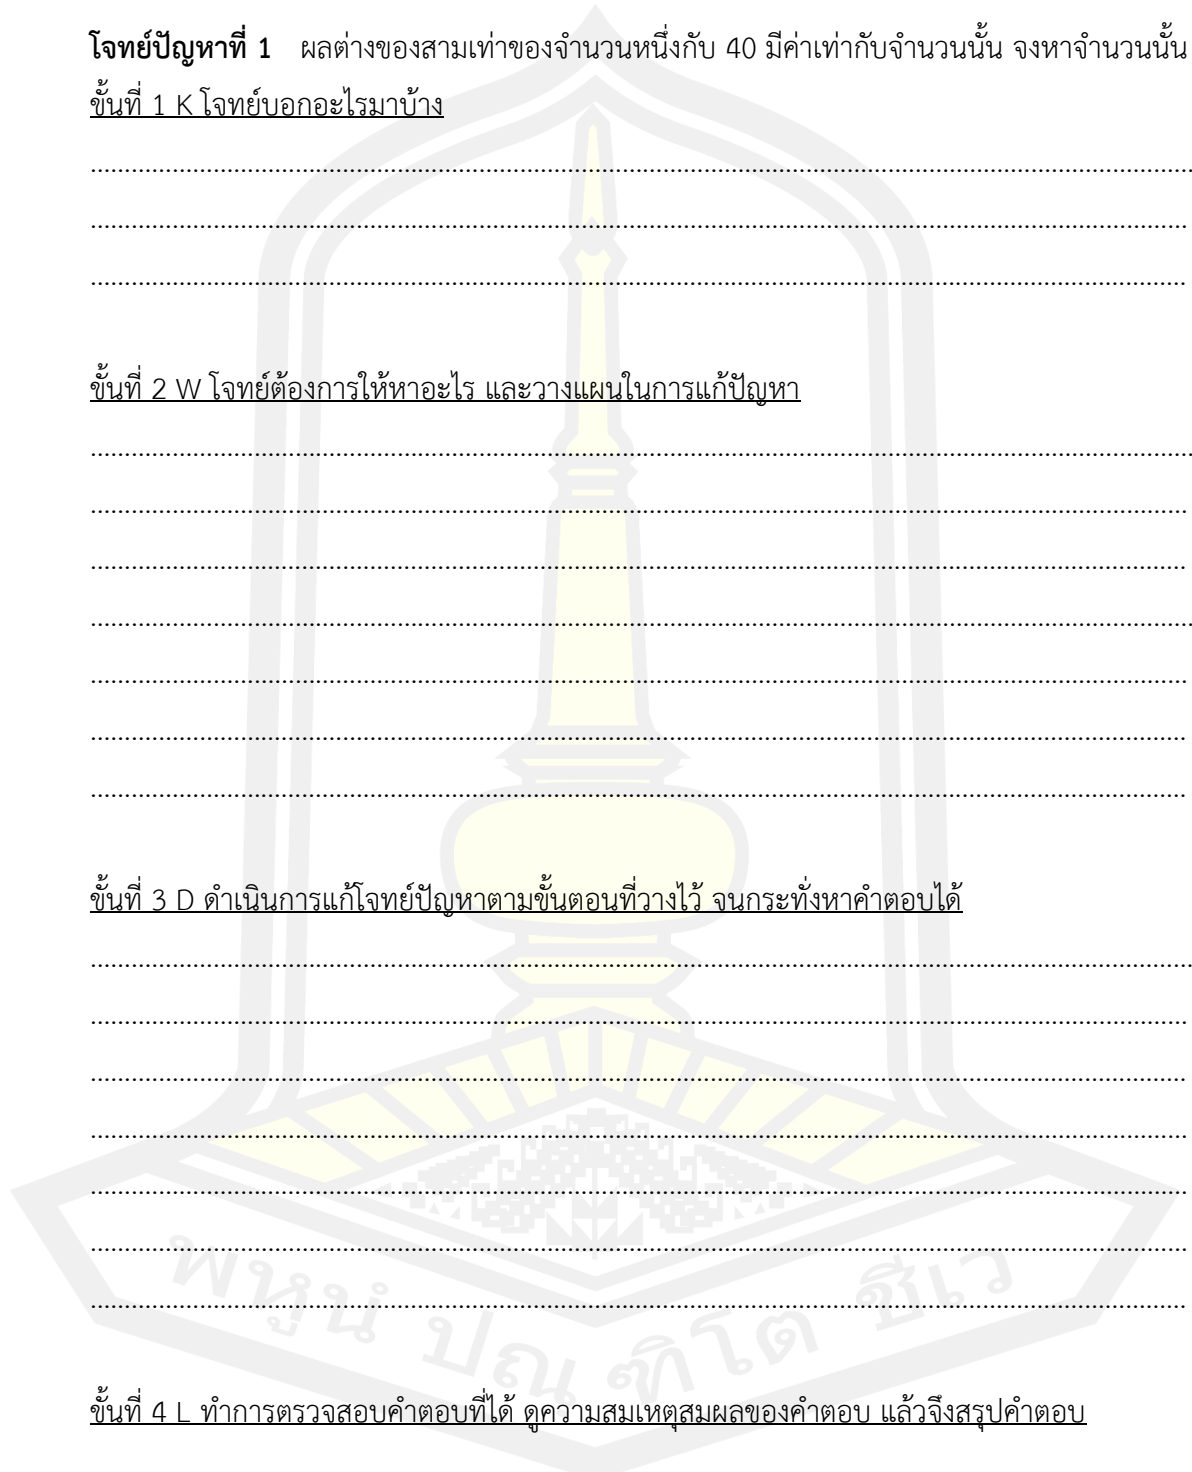 โจทย์ปัญหาที่ 1 ผลต่างของสามเท่าของจำนวนหนึ่งกับ 40 มีค่าเท่ากับจำนวนนั้น จงหาจำนวนนั้น
ขั้นที่ 1 K โจทย์บอกอะไรมาบ้าง
....................................................................................................
....................................................................................................
....................................................................................................
ขั้นที่ 2 W โจทย์ต้องการให้หาอะไร และวางแผนในการแก้ปัญหา
....................................................................................................
....................................................................................................
....................................................................................................
....................................................................................................
....................................................................................................
....................................................................................................
....................................................................................................
ขั้นที่ 3 D ดำเนินการแก้โจทย์ปัญหาตามขั้นตอนที่วางไว้ จนกระทั่งหาคำตอบได้
....................................................................................................
....................................................................................................
....................................................................................................
....................................................................................................
....................................................................................................
....................................................................................................
....................................................................................................
พหูนํ ปณฺฑิโต ชีเว
ขั้นที่ 4 L ทำการตรวจสอบคำตอบที่ได้ ดูความสมเหตุสมผลของคำตอบ แล้วจึงสรุปคำตอบ